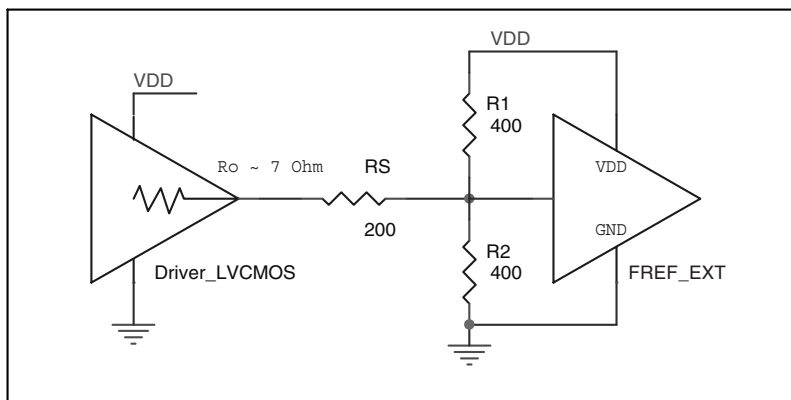 VDD
VDD
R1
400
Ro ~ 7 Ohm
RS
VDD
200
GND
R2
400
Driver_LVCMOS
FREF_EXT